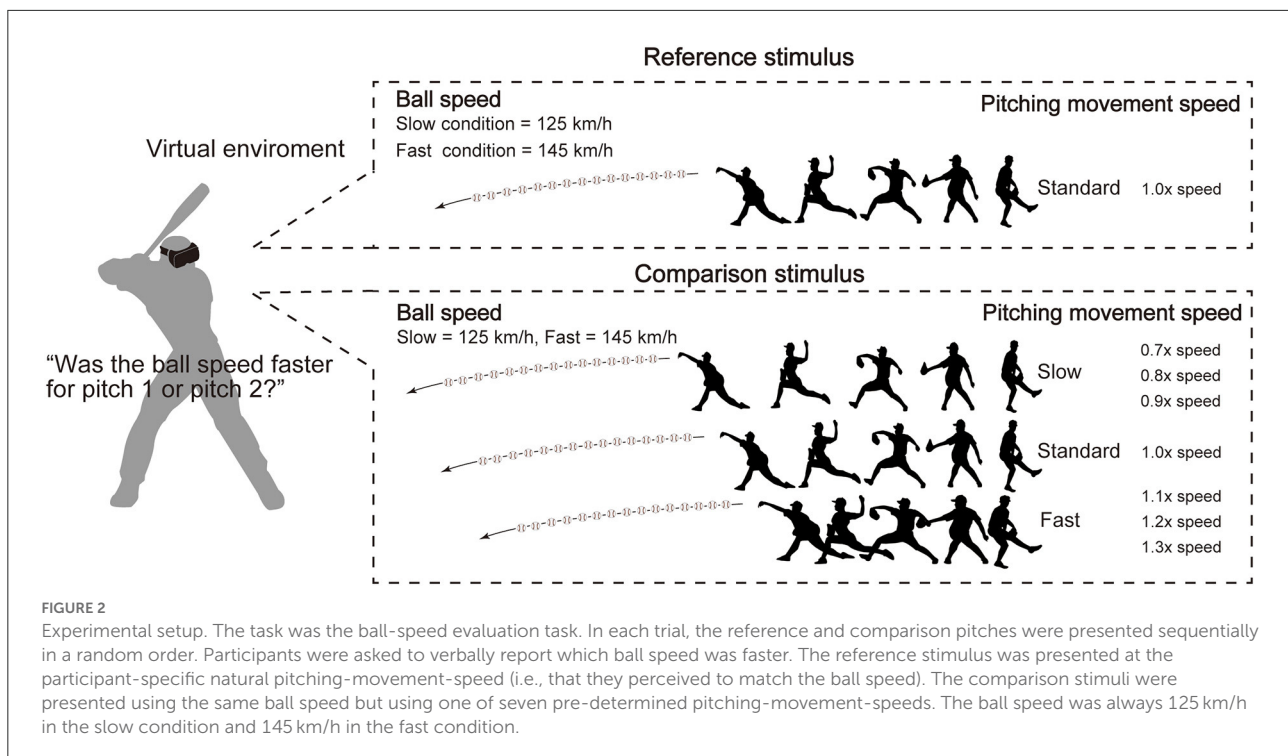 Reference stimulus
Ball speed
Slow condition = 125 km/h
Fast condition = 145 km/h
Pitching movement speed
Standard 1.0x speed
Virtual enviroment
Comparison stimulus
Ball speed
Slow = 125 km/h, Fast = 145 km/h
Pitching movement speed
0.7x speed
Slow
0.8x speed
0.9x speed
Standard 1.0x speed
1.1x speed
Fast
1.2x speed
1.3x speed
“Was the ball speed faster
for pitch 1 or pitch 2?”
FIGURE 2
Experimental setup. The task was the ball-speed evaluation task. In each trial, the reference and comparison pitches were presented sequentially
in a random order. Participants were asked to verbally report which ball speed was faster. The reference stimulus was presented at the
participant-specific natural pitching-movement-speed (i.e., that they perceived to match the ball speed). The comparison stimuli were
presented using the same ball speed but using one of seven pre-determined pitching-movement-speeds. The ball speed was always 125 km/h
in the slow condition and 145 km/h in the fast condition.